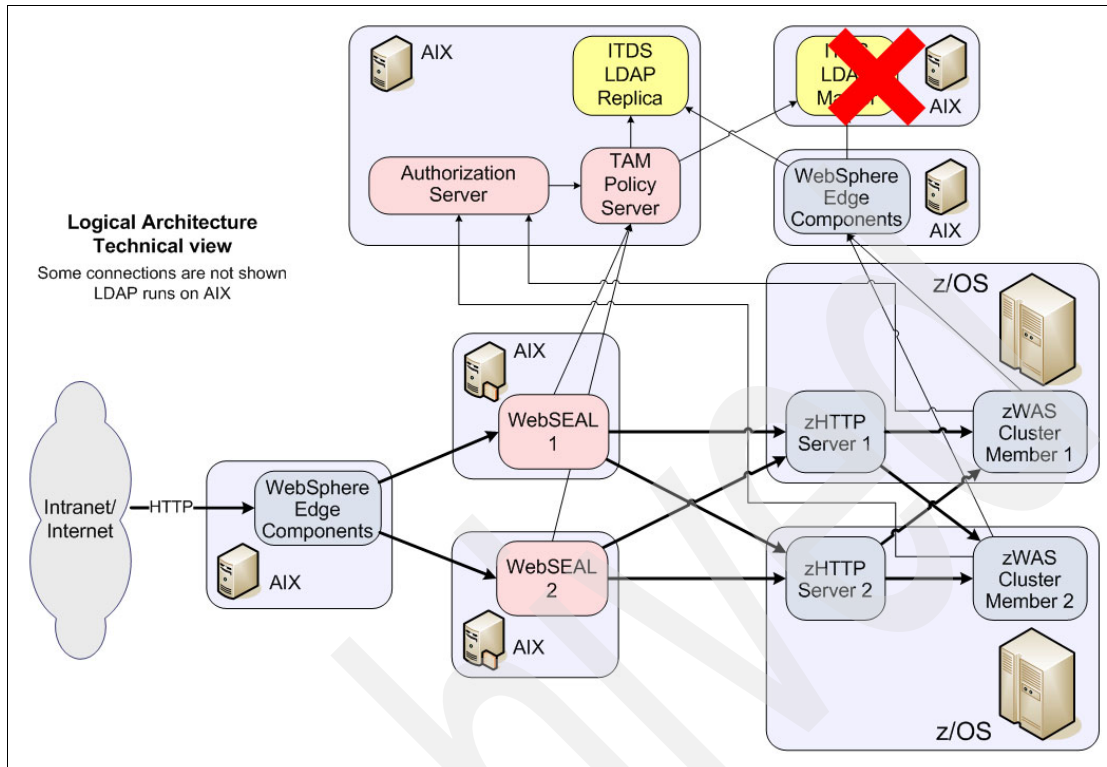 AIX
ITDS
LDAP
Replica
Authorization
Server
TAM
Policy
Server
LDA
AIX
WebSphere
Edge
Components
AIX
Logical Architecture
Technical view
Some connections are not shown
LDAP runs on AIX
z/OS
AIX
WebSEAL
1
zHTTP
Server 1
zWAS
Cluster
Member 1
Intranet/
Internet
HTTP
WebSphere
Edge
Components
AIX
WebSEAL
2
AIX
zHTTP
Server 2
zWAS
Cluster
Member 2
z/OS